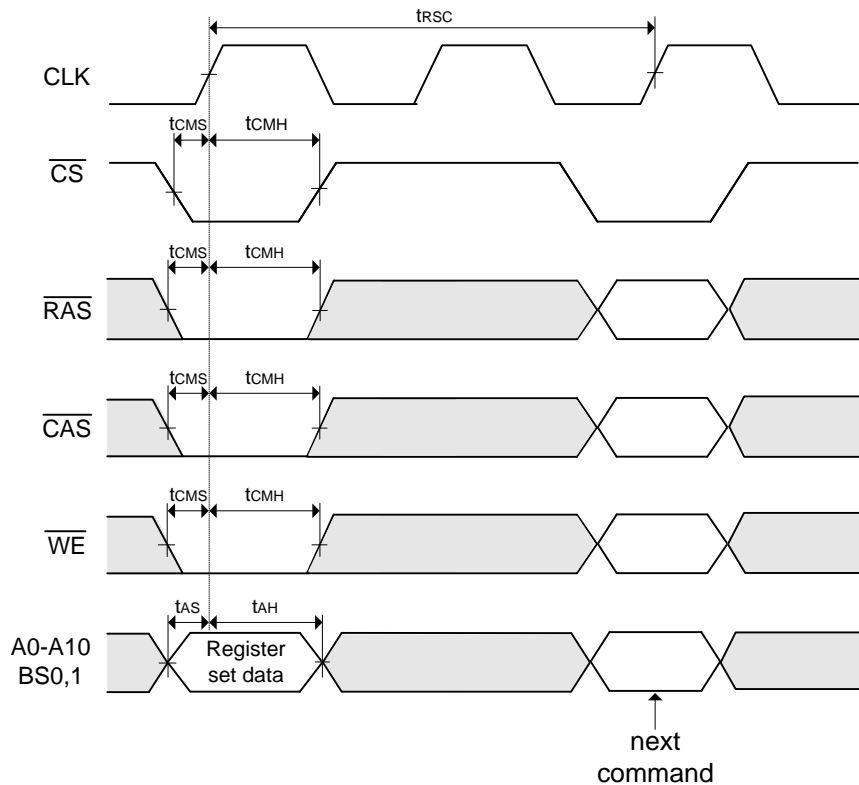 tRSC
CLK
tCMS tCMH
CS
tCMS tCMH
RAS
tCMS tCMH
CAS
tCMS tCMH
WE
tAS tAH
A0-A10
BS0,1
Register
set data
next
command